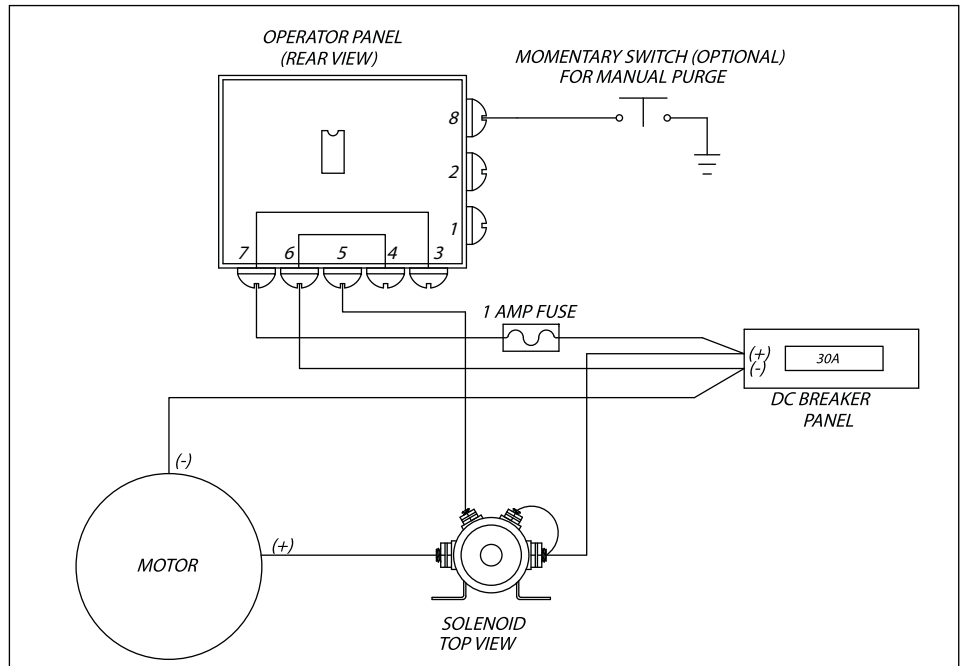 OPERATOR PANEL
(REAR VIEW)
MOMENTARY SWITCH (OPTIONAL)
FOR MANUAL PURGE
8
2
1
7 6 5 4 3
1 AMP FUSE
(+)
(-)
30A
DC BREAKER
PANEL
(-)
MOTOR
(+)
SOLENOID
TOP VIEW